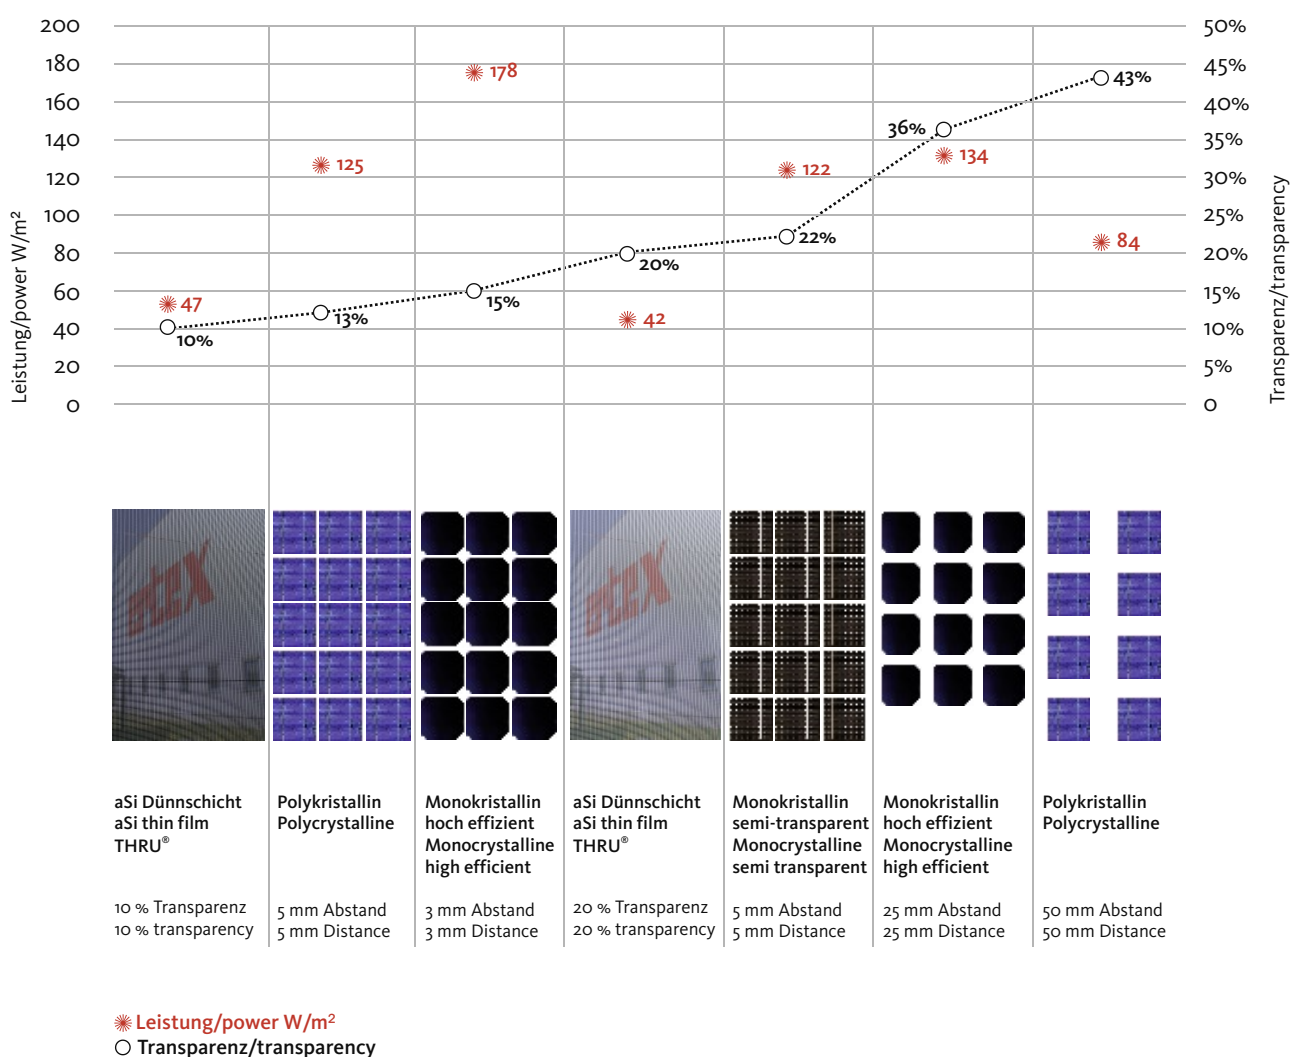 200
180
160
140
120
100
80
60
40
20
0
Leistung/power W/m²
50%
45%
40%
35%
30%
25%
20%
15%
10%
5%
0
Transparenz/transparency
47
10%
125
13%
178
15%
20%
42
122
22%
36%
134
43%
84
aSi Dünnschicht
aSi thin film
THRU®
10 % Transparenz
10 % transparency
Polykristallin
Polycrystalline
5 mm Abstand
5 mm Distance
Monokristallin
hoch effizient
Monocrystalline
high efficient
3 mm Abstand
3 mm Distance
aSi Dünnschicht
aSi thin film
THRU®
20 % Transparenz
20 % transparency
Monokristallin
semi-transparent
Monocrystalline
semi transparent
5 mm Abstand
5 mm Distance
Monokristallin
hoch effizient
Monocrystalline
high efficient
25 mm Abstand
25 mm Distance
Polykristallin
Polycrystalline
50 mm Abstand
50 mm Distance
Leistung/power W/m²
Transparenz/transparency